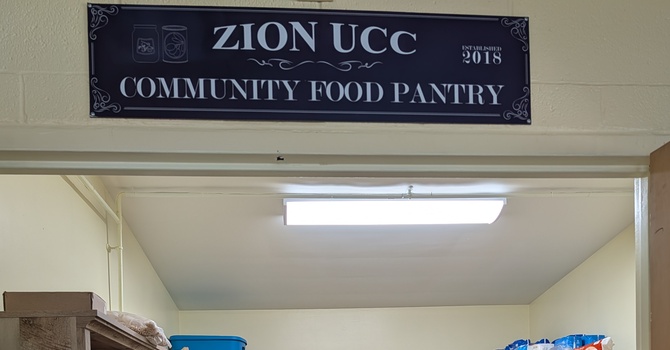 ZION UCC
ESTABLISHED
2018
COMMUNITY FOOD PANTRY